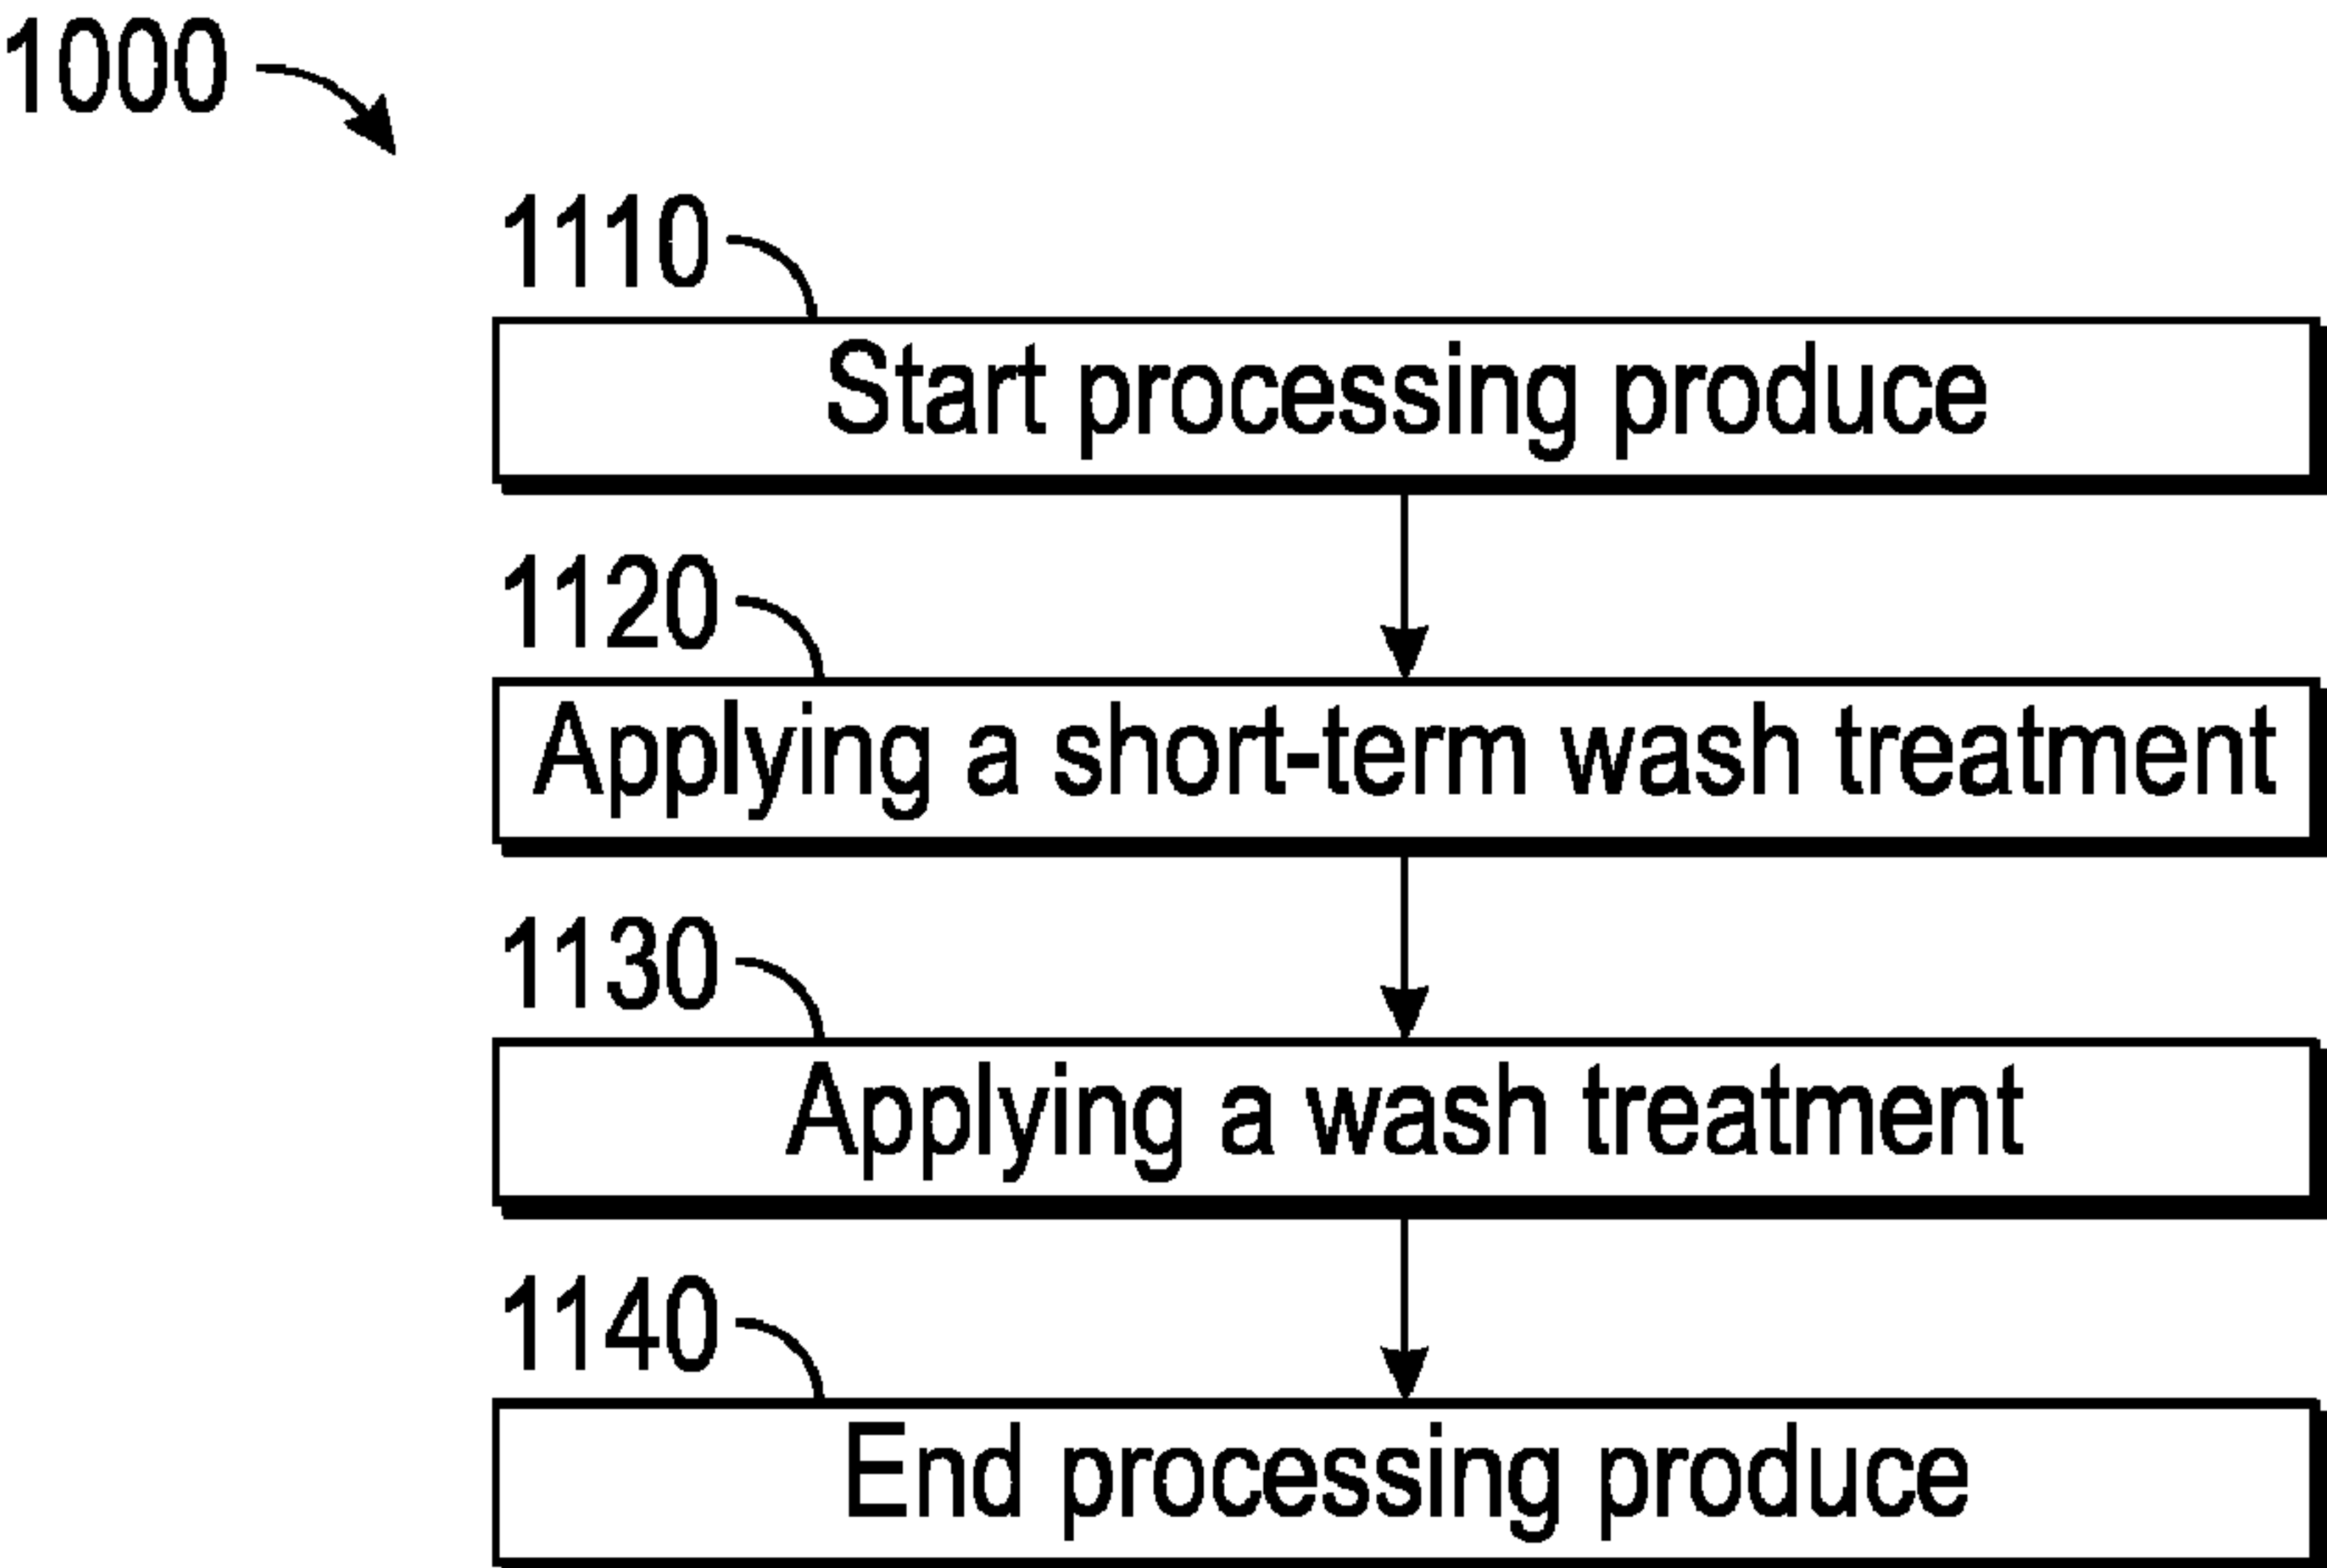 1000
1110
Start processing produce
1120
Applying a short-term wash treatment
1130
Applying a wash treatment
1140
End processing produce